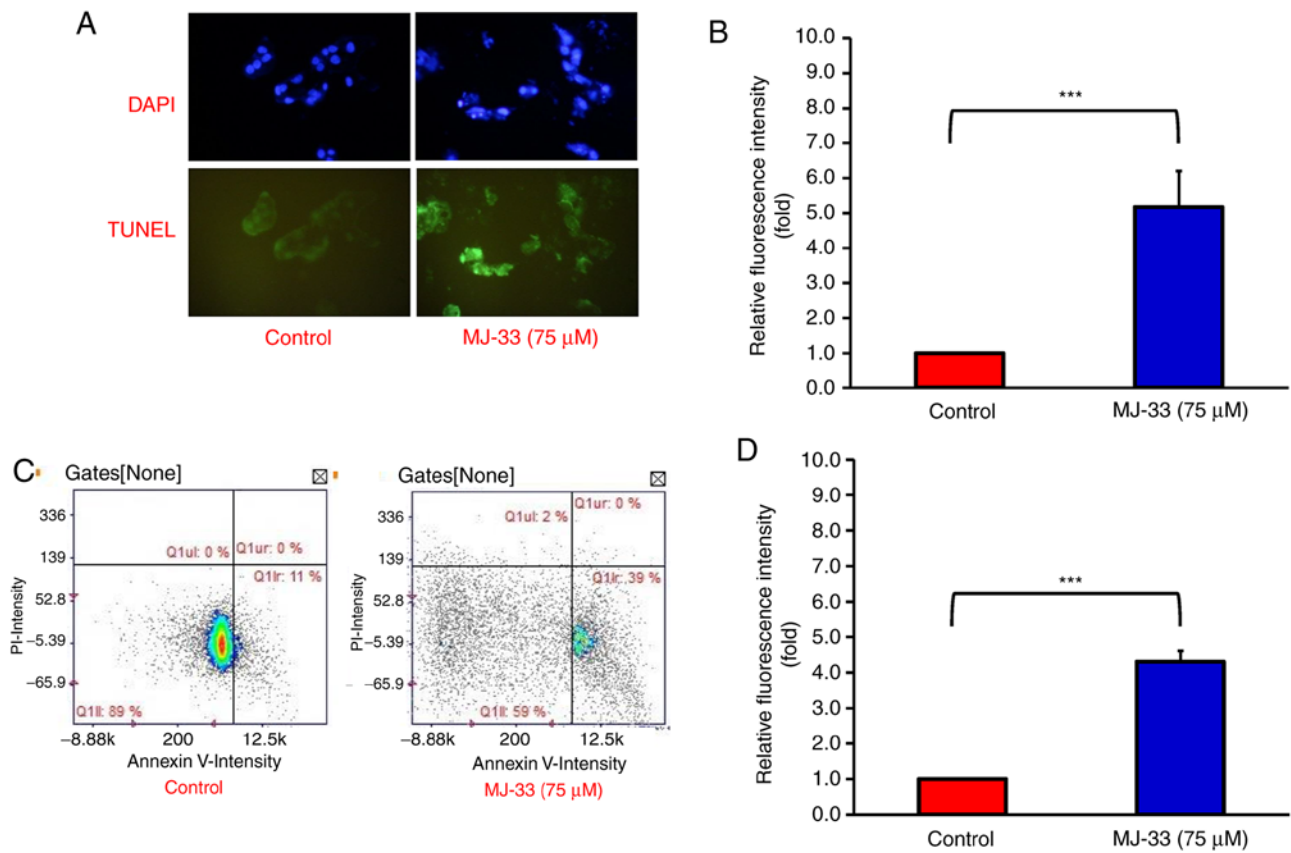 A
DAPI
TUNEL
Control
MJ-33 (75 μM)
B
Relative fluorescence intensity
(fold)
10.0
9.0
8.0
7.0
6.0
5.0
4.0
3.0
2.0
1.0
0.0
***
Control
MJ-33 (75 μM)
C
Gates[None]
Q1ul: 0 %
Q1ur: 0 %
Q1lr: 11 %
Q1ll: 89 %
PI-Intensity
336
139
52.8
−5.39
−65.9
−8.88k
200
12.5k
Annexin V-Intensity
Control
Gates[None]
Q1ul: 2 %
Q1ur: 0 %
Q1lr: 39 %
Q1ll: 59 %
PI-Intensity
336
139
52.8
−5.39
−65.9
−8.88k
200
12.5k
Annexin V-Intensity
MJ-33 (75 μM)
D
Relative fluorescence intensity
(fold)
10.0
9.0
8.0
7.0
6.0
5.0
4.0
3.0
2.0
1.0
0.0
***
Control
MJ-33 (75 μM)